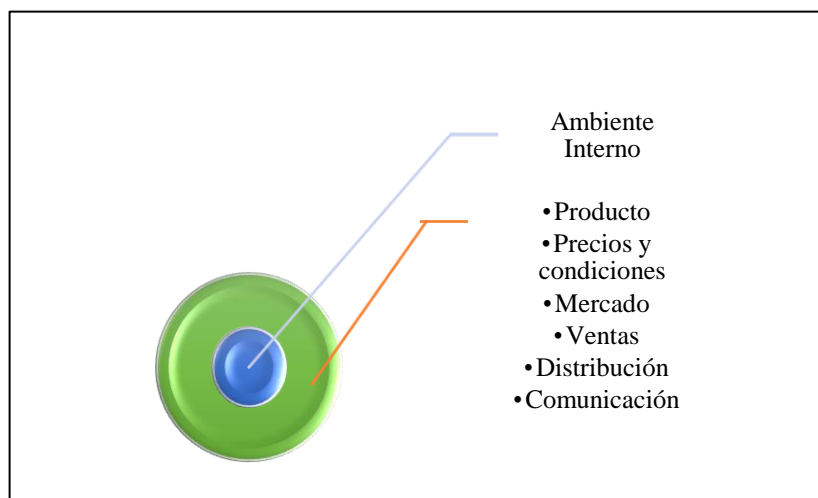 Ambiente
Interno
•Producto
•Precios y
condiciones
•Mercado
•Ventas
•Distribución
•Comunicación